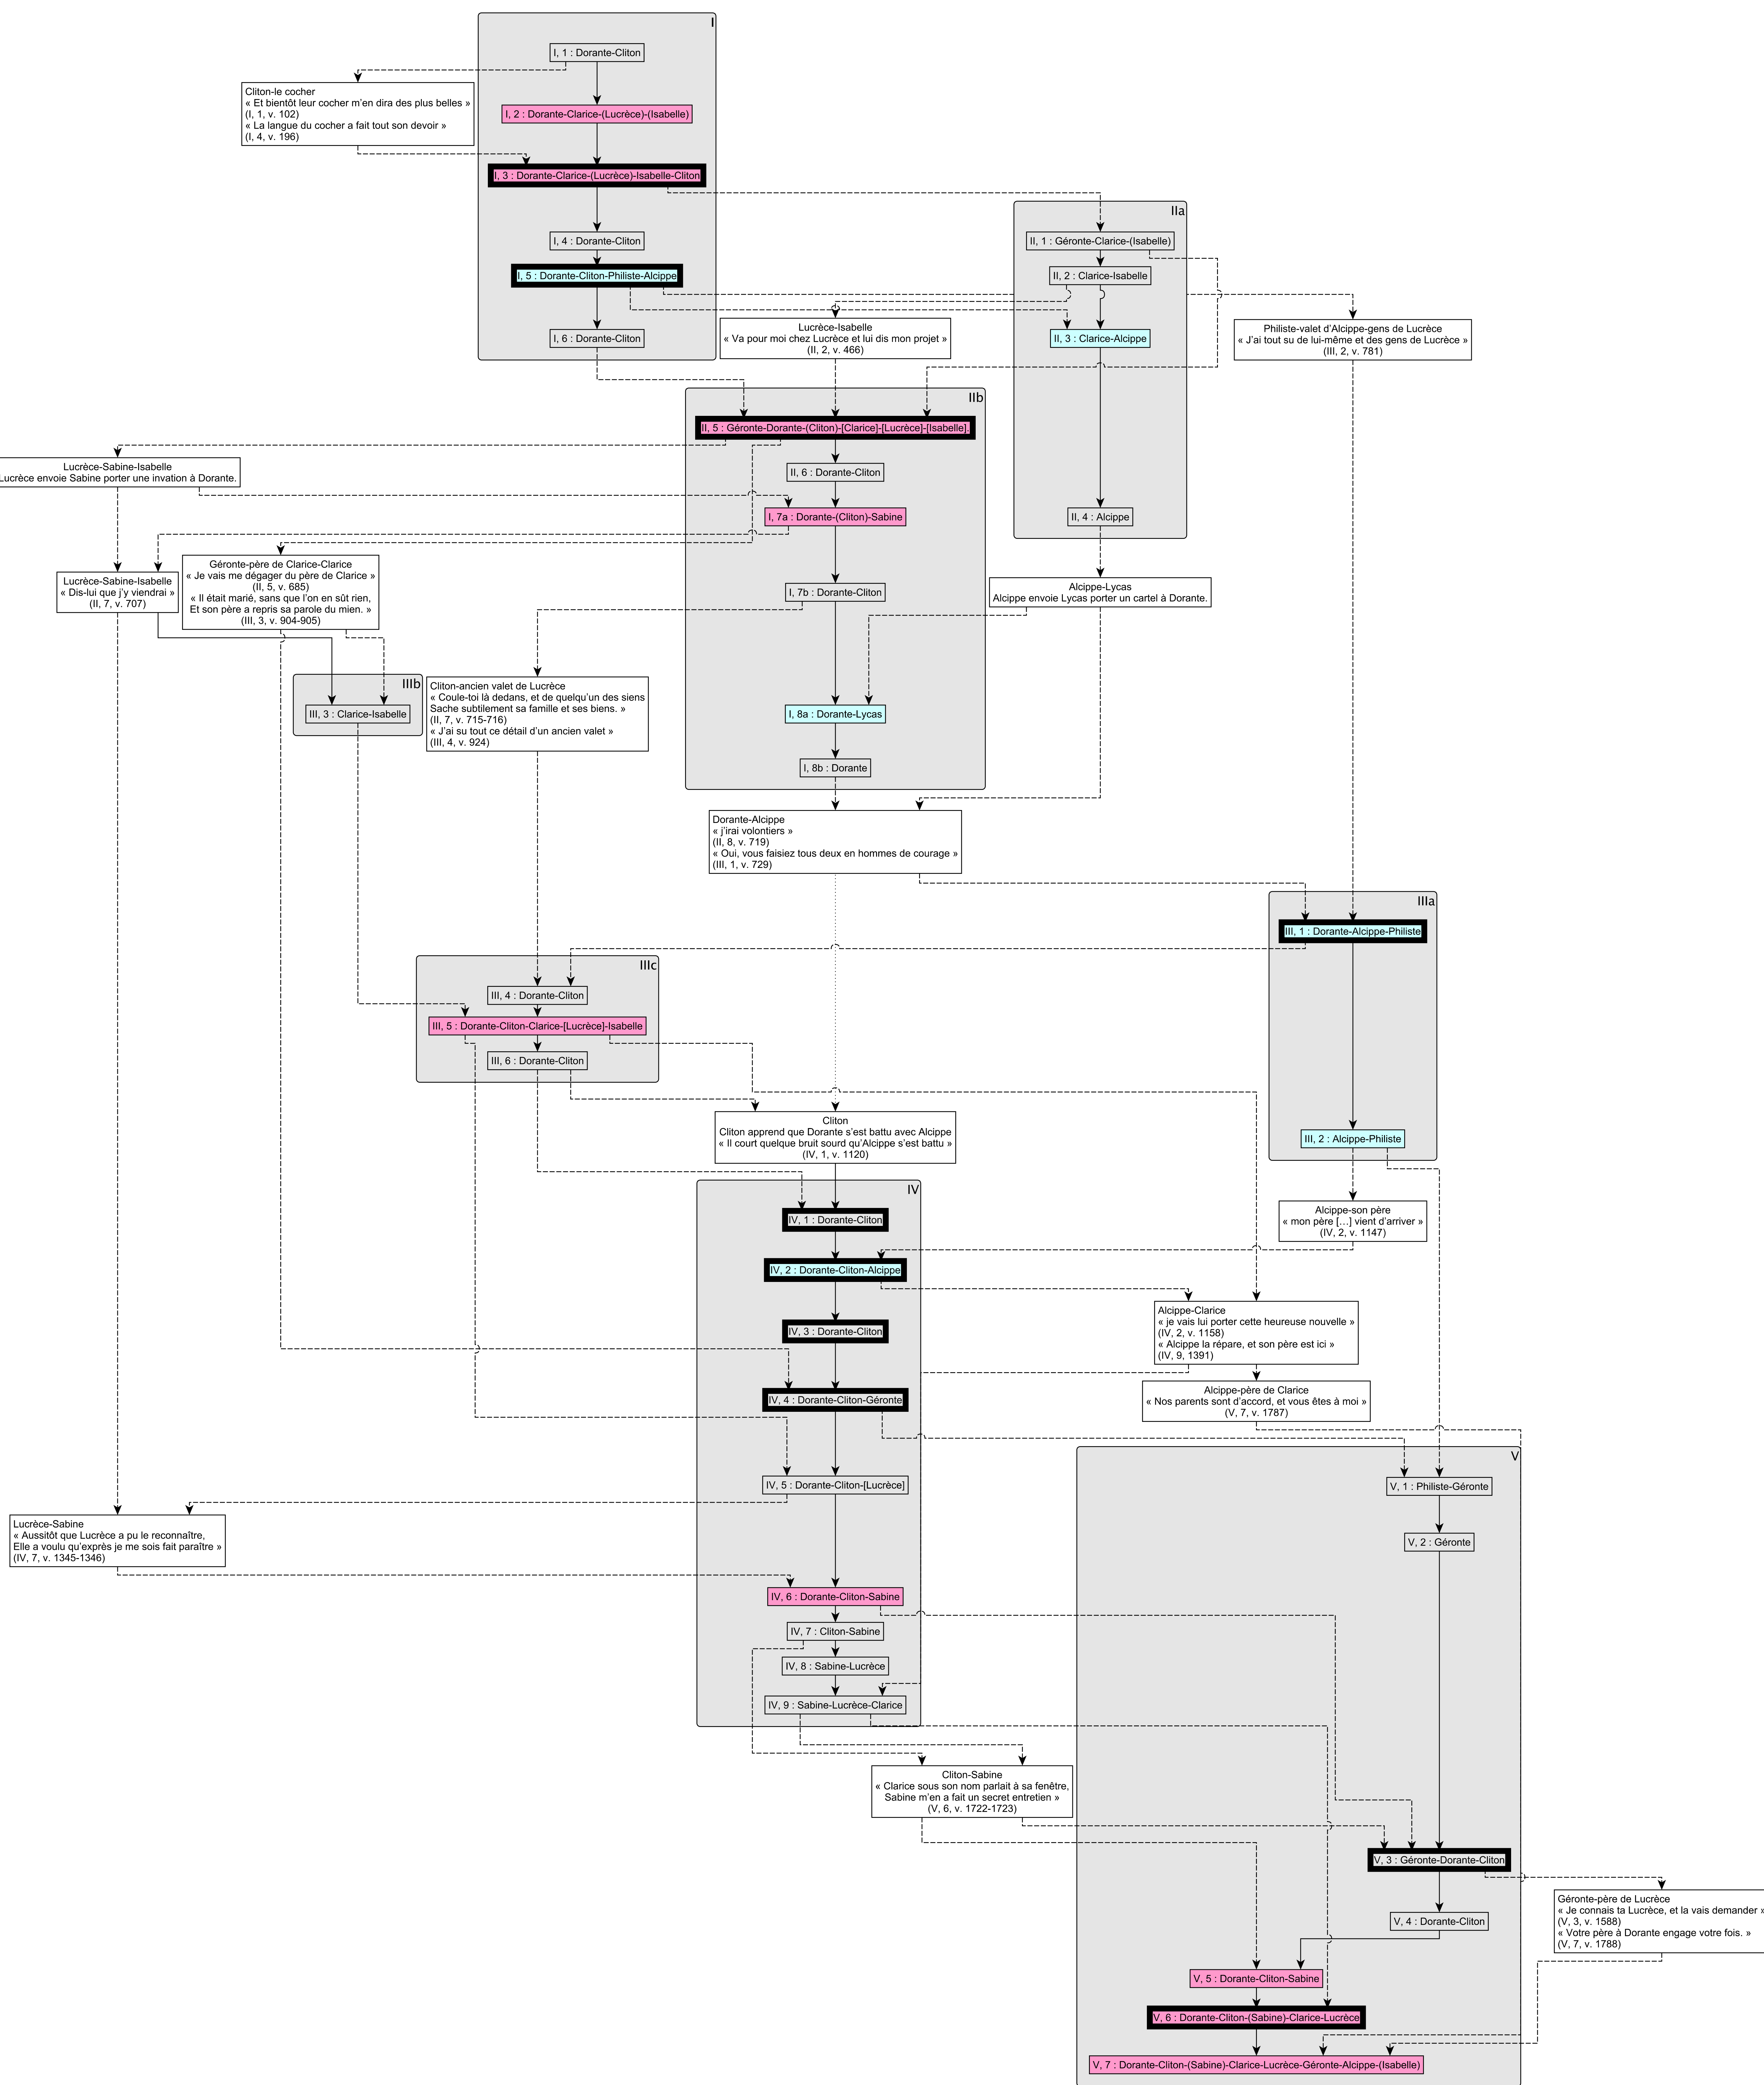 I
I, 1 : Dorante-Cliton
Cliton-le cocher
« Et bientôt leur cocher m'en dira des plus belles »
(I, 1, v. 102)
« La langue du cocher a fait tout son devoir »
(I, 4, v. 196)
I, 2 : Dorante-Clarice-(Lucrèce)-(Isabelle)
I, 3 : Dorante-Clarice-(Lucrèce)-Isabelle-Cliton
I, 4 : Dorante-Cliton
I, 5 : Dorante-Cliton-Philiste-Alcippe
I, 6 : Dorante-Cliton
IIa
II, 1 : Géronte-Clarice-(Isabelle)
II, 2 : Clarice-Isabelle
II, 3 : Clarice-Alcippe
II, 4 : Alcippe
Lucrèce-Isabelle
« Va pour moi chez Lucrèce et lui dis mon projet »
(II, 2, v. 466)
Philiste-valet d'Alcippe-gens de Lucrèce
« J'ai tout su de lui-même et des gens de Lucrèce »
(III, 2, v. 781)
IIb
II, 5 : Géronte-Dorante-(Cliton)-[Clarice]-[Lucrèce]-[Isabelle].
II, 6 : Dorante-Cliton
I, 7a : Dorante-(Cliton)-Sabine
I, 7b : Dorante-Cliton
I, 8a : Dorante-Lycas
I, 8b : Dorante
Lucrèce-Sabine-Isabelle
Lucrèce envoie Sabine porter une invation à Dorante.
Lucrèce-Sabine-Isabelle
« Dis-lui que j'y viendrai »
(II, 7, v. 707)
Géronte-père de Clarice-Clarice
« Je vais me dégager du père de Clarice »
(II, 5, v. 685)
« Il était marié, sans que l'on en sût rien,
Et son père a repris sa parole du mien. »
(III, 3, v. 904-905)
Alcippe-Lycas
Alcippe envoie Lycas porter un cartel à Dorante.
IIIb
III, 3 : Clarice-Isabelle
Cliton-ancien valet de Lucrèce
« Coule-toi là dedans, et de quelqu'un des siens
Sache subtilement sa famille et ses biens. »
(II, 7, v. 715-716)
« J'ai su tout ce détail d'un ancien valet »
(III, 4, v. 924)
Dorante-Alcippe
« j'irai volontiers »
(II, 8, v. 719)
« Oui, vous faisiez tous deux en hommes de courage »
(III, 1, v. 729)
IIIa
III, 1 : Dorante-Alcippe-Philiste
III, 2 : Alcippe-Philiste
IIIc
III, 4 : Dorante-Cliton
III, 5 : Dorante-Cliton-Clarice-[Lucrèce]-Isabelle
III, 6 : Dorante-Cliton
Cliton
Cliton apprend que Dorante s'est battu avec Alcippe
« Il court quelque bruit sourd qu'Alcippe s'est battu »
(IV, 1, v. 1120)
Alcippe-son père
« mon père […] vient d'arriver »
(IV, 2, v. 1147)
IV
IV, 1 : Dorante-Cliton
IV, 2 : Dorante-Cliton-Alcippe
IV, 3 : Dorante-Cliton
IV, 4 : Dorante-Cliton-Géronte
IV, 5 : Dorante-Cliton-[Lucrèce]
IV, 6 : Dorante-Cliton-Sabine
IV, 7 : Cliton-Sabine
IV, 8 : Sabine-Lucrèce
IV, 9 : Sabine-Lucrèce-Clarice
Alcippe-Clarice
« je vais lui porter cette heureuse nouvelle »
(IV, 2, v. 1158)
« Alcippe la répare, et son père est ici »
(IV, 9, 1391)
Alcippe-père de Clarice
« Nos parents sont d'accord, et vous êtes à moi »
(V, 7, v. 1787)
Lucrèce-Sabine
« Aussitôt que Lucrèce a pu le reconnaître,
Elle a voulu qu'exprès je me sois fait paraître »
(IV, 7, v. 1345-1346)
Cliton-Sabine
« Clarice sous son nom parlait à sa fenêtre,
Sabine m'en a fait un secret entretien »
(V, 6, v. 1722-1723)
V
V, 1 : Philiste-Géronte
V, 2 : Géronte
V, 3 : Géronte-Dorante-Cliton
V, 4 : Dorante-Cliton
Géronte-père de Lucrèce
« Je connais ta Lucrèce, et la vais demander »
(V, 3, v. 1588)
« Votre père à Dorante engage votre fois. »
(V, 7, v. 1788)
V, 5 : Dorante-Cliton-Sabine
V, 6 : Dorante-Cliton-(Sabine)-Clarice-Lucrèce
V, 7 : Dorante-Cliton-(Sabine)-Clarice-Lucrèce-Géronte-Alcippe-(Isabelle)